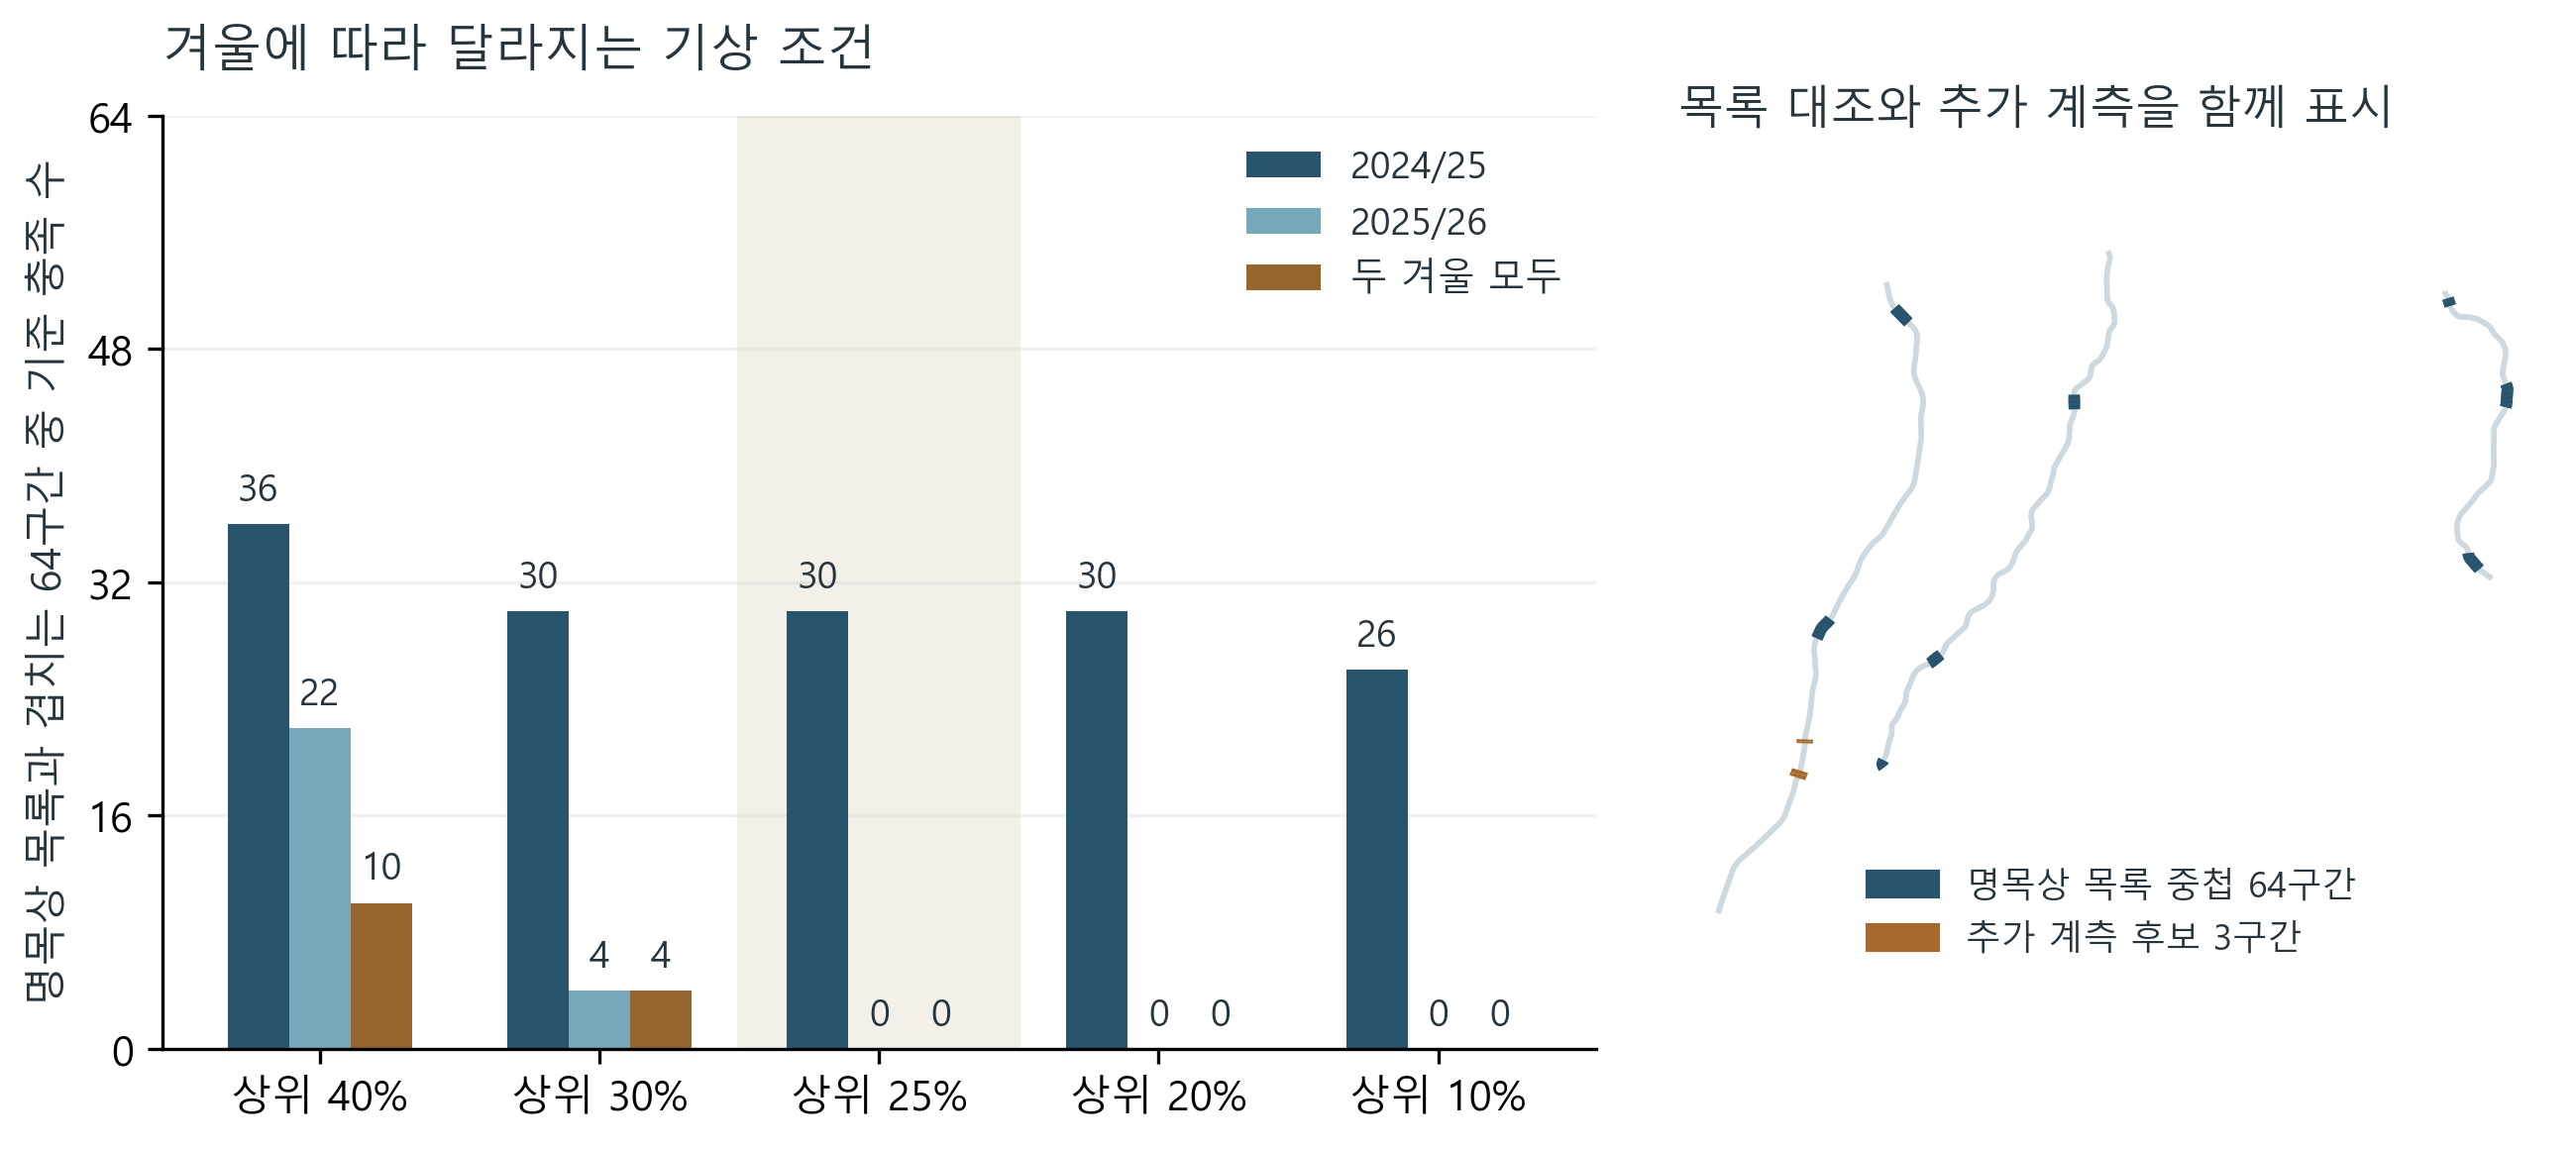 겨울에 따라 달라지는 기상 조건
명목상 목록과 겹치는 64구간 중 기준 충족 수
64
48
32
16
0
2024/25
2025/26
두 겨울 모두
36
22
10
30
4
4
30
0
0
30
0
0
26
0
0
상위 40%
상위 30%
상위 25%
상위 20%
상위 10%
목록 대조와 추가 계측을 함께 표시
명목상 목록 중첩 64구간
추가 계측 후보 3구간